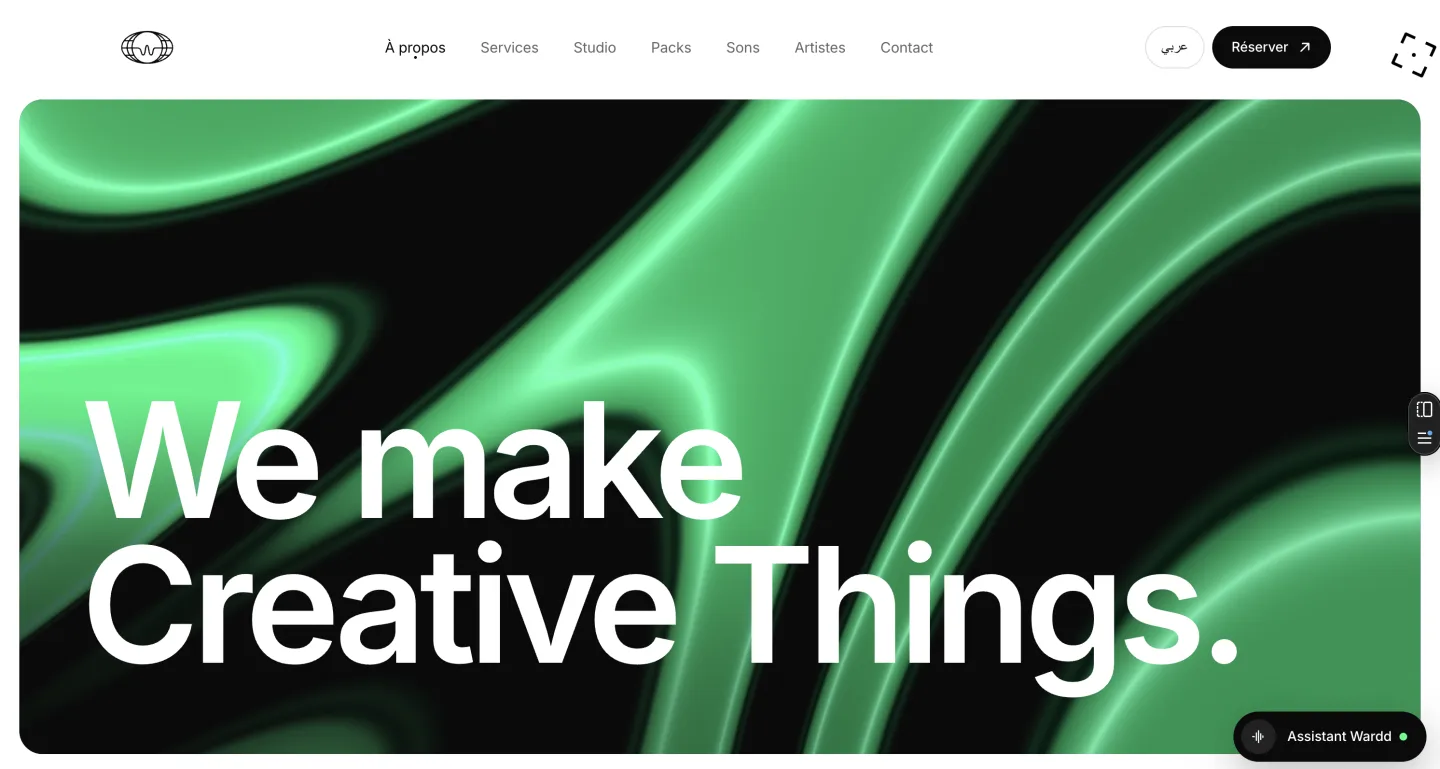 À propos
Services
Studio
Packs
Sons
Artistes
Contact
عربي
Réserver
We make
Creative Things.
Assistant Wardd